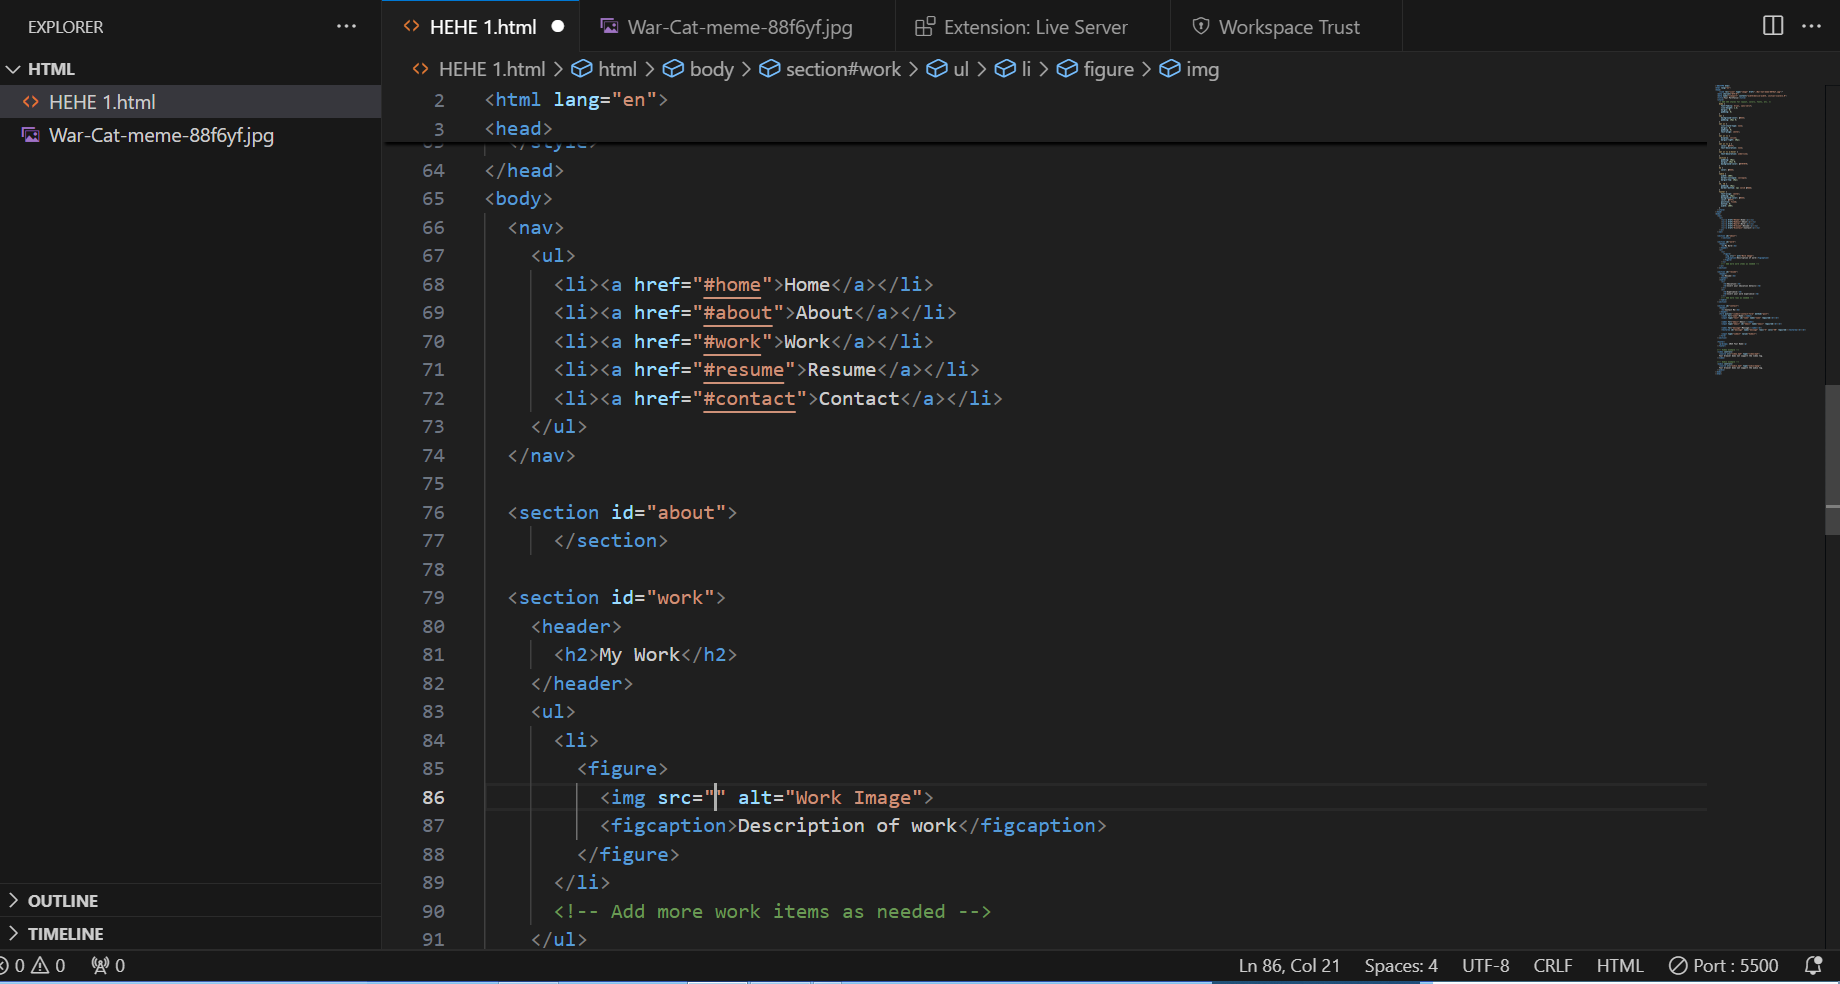 EXPLORER
HTML
HEHE 1.html
War-Cat-meme-88f6yf.jpg
OUTLINE
TIMELINE
HEHE 1.html
War-Cat-meme-88f6yf.jpg
Extension: Live Server
Workspace Trust
HEHE 1.html > html > body > section#work > ul > li > figure > img
2 <html lang="en">
3 <head>
63 </style>
64 </head>
65 <body>
66 <nav>
67 <ul>
68 <li><a href="#home">Home</a></li>
69 <li><a href="#about">About</a></li>
70 <li><a href="#work">Work</a></li>
71 <li><a href="#resume">Resume</a></li>
72 <li><a href="#contact">Contact</a></li>
73 </ul>
74 </nav>
75
76 <section id="about">
77 </section>
78
79 <section id="work">
80 <header>
81 <h2>My Work</h2>
82 </header>
83 <ul>
84 <li>
85 <figure>
86 <img src="" alt="Work Image">
87 <figcaption>Description of work</figcaption>
88 </figure>
89 </li>
90 <!-- Add more work items as needed -->
91 </ul>
0 0 0 Ln 86, Col 21 Spaces: 4 UTF-8 CRLF HTML Port : 5500